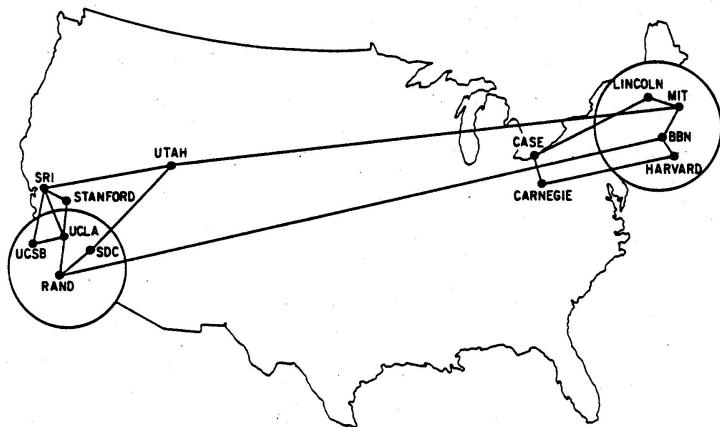 LINCOLN
MIT
BBN
CASE
HARVARD
UTAH
CARNEGIE
SRI
STANFORD
UCLA
UCSB
SDC
RAND